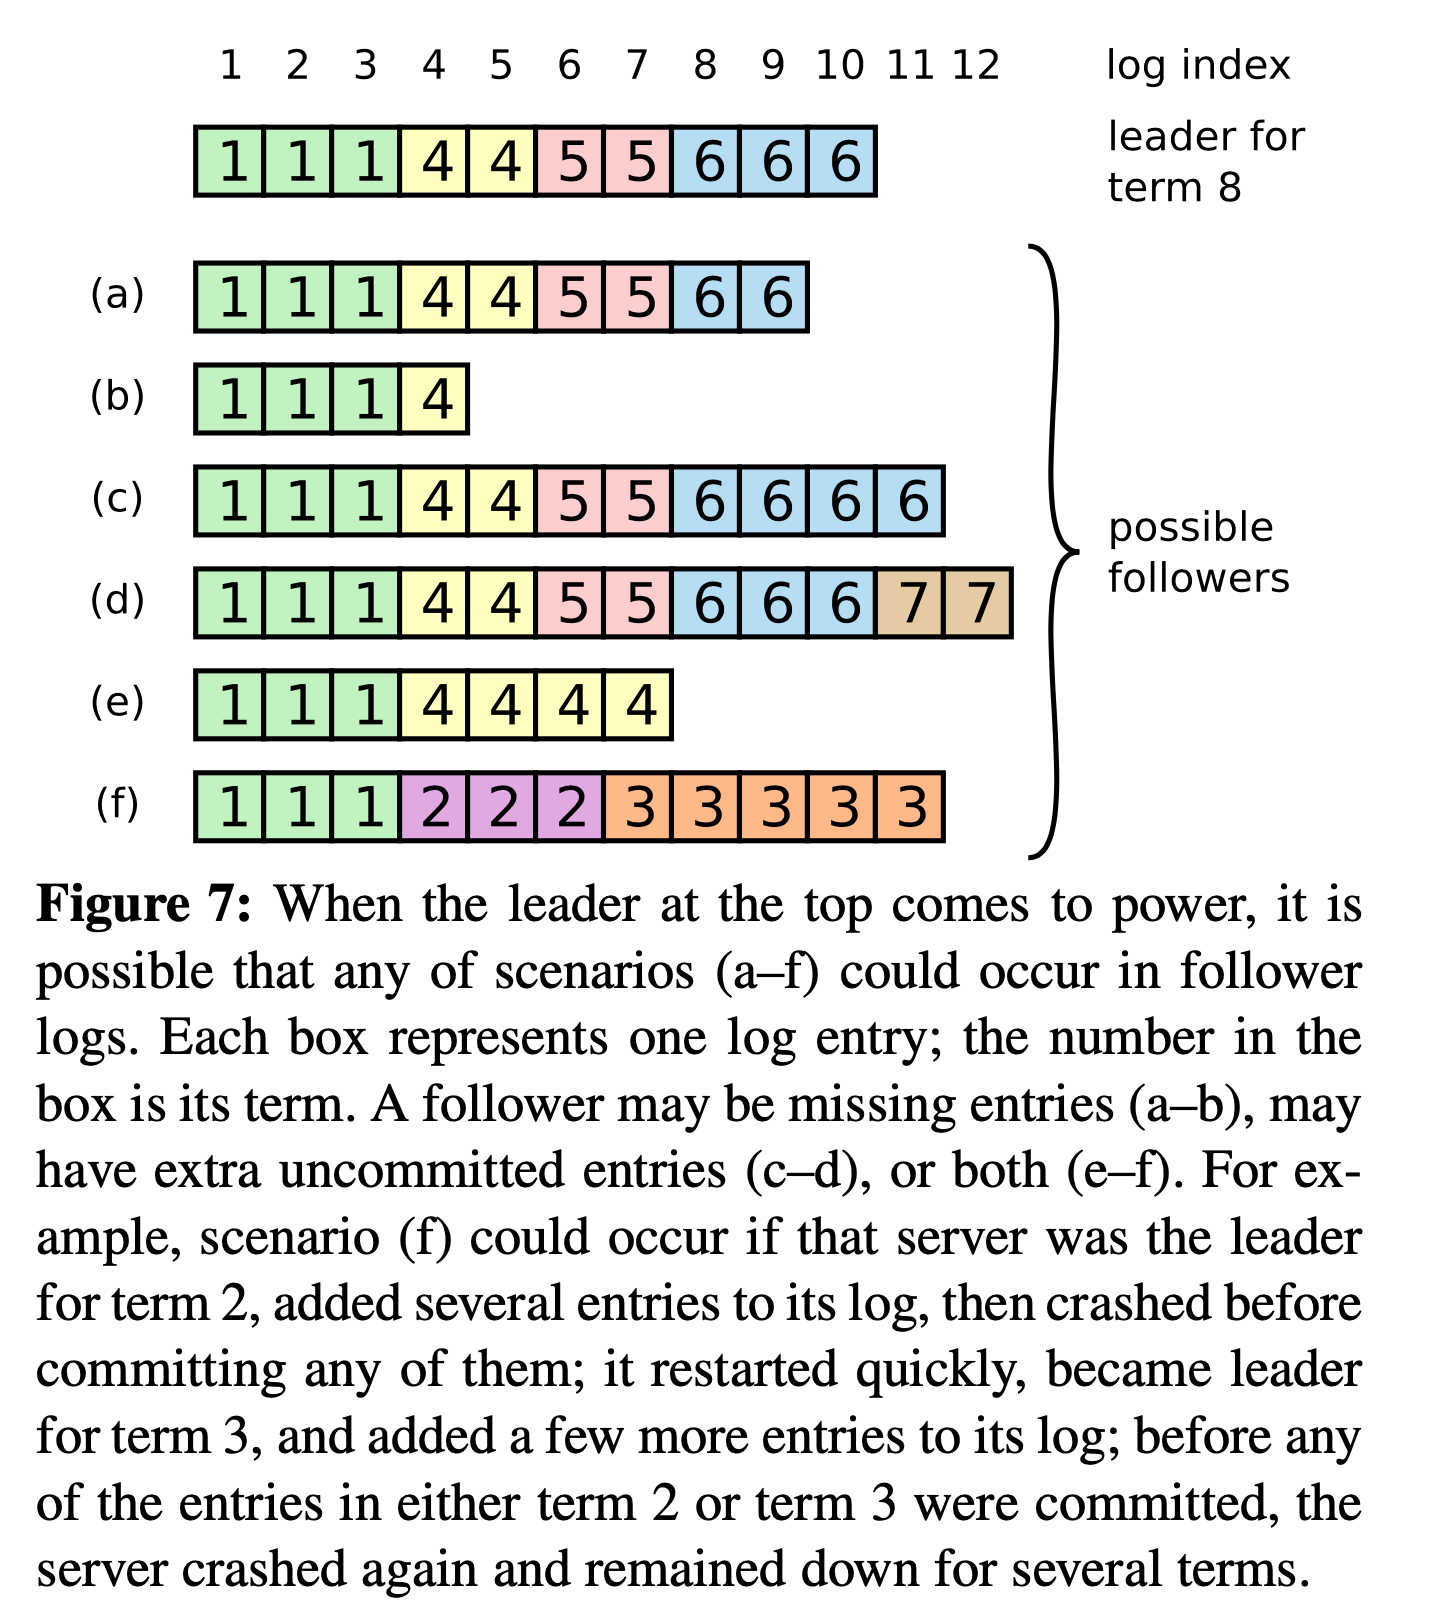 1 2 3 4 5 6 7 8 9 10 11 12 log index
1 1 1 4 4 5 5 6 6 6 leader for
term 8
(a) 1 1 1 4 4 5 5 6 6
(b) 1 1 1 4
(c) 1 1 1 4 4 5 5 6 6 6 6
(d) 1 1 1 4 4 5 5 6 6 6 7 7
possible
followers
(e) 1 1 1 4 4 4 4
(f) 1 1 1 2 2 2 3 3 3 3 3
Figure 7: When the leader at the top comes to power, it is
possible that any of scenarios (a–f) could occur in follower
logs. Each box represents one log entry; the number in the
box is its term. A follower may be missing entries (a–b), may
have extra uncommitted entries (c–d), or both (e–f). For ex-
ample, scenario (f) could occur if that server was the leader
for term 2, added several entries to its log, then crashed before
committing any of them; it restarted quickly, became leader
for term 3, and added a few more entries to its log; before any
of the entries in either term 2 or term 3 were committed, the
server crashed again and remained down for several terms.